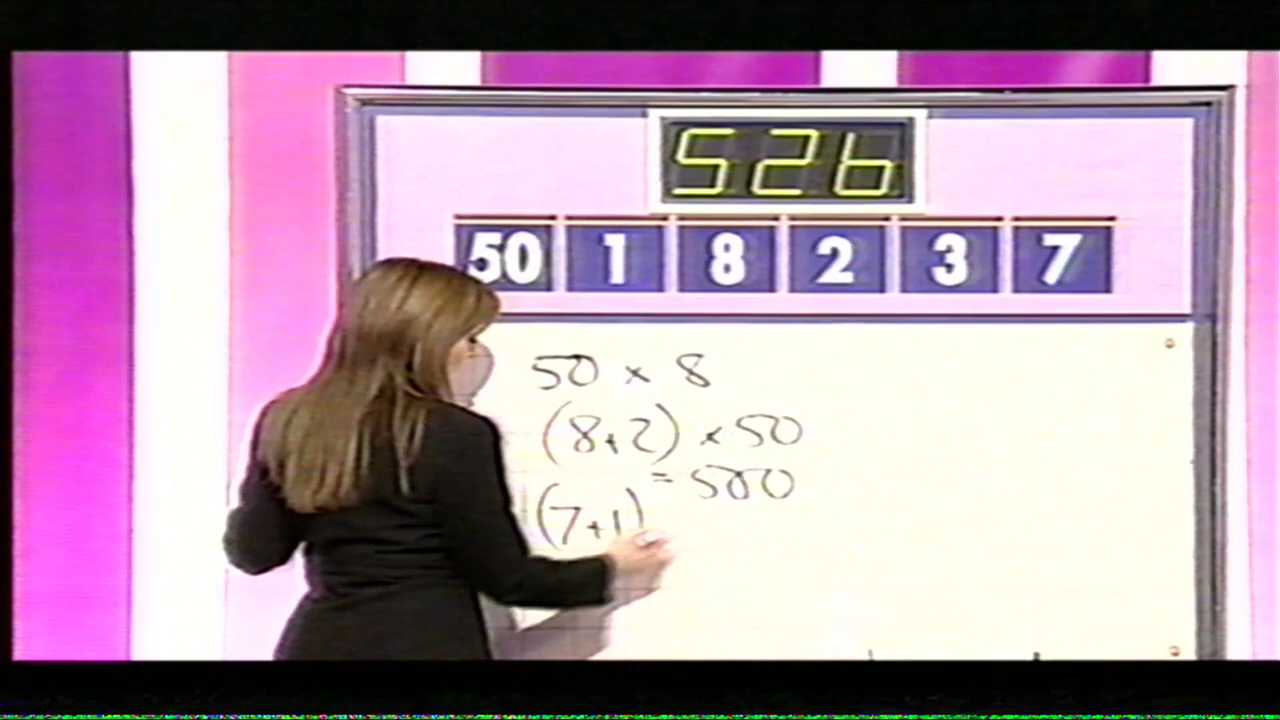 526
50 1 8 2 3 7
50 × 8
(8+2) × 50
= 500
(7+1)